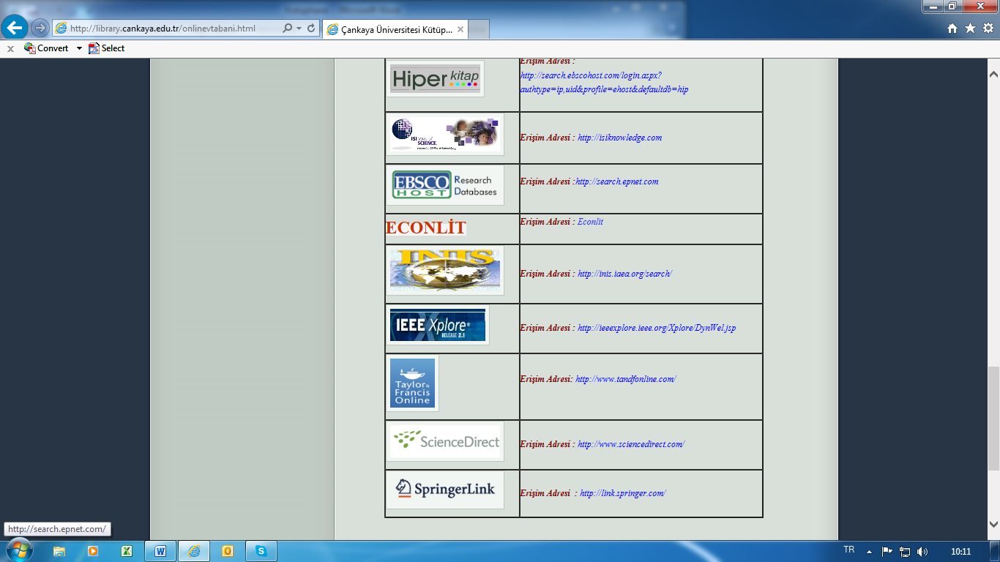 http://library.cankaya.edu.tr/onlinevtabani.html
Çankaya Üniversitesi Kütüp...
x Convert Select
Hiper kitap
Erişim Adresi :
http://search.ebscohost.com/login.aspx?
authtype=ip,uid&profile=ehost&defaultdb=hip
ISI Web of
SCIENCE.
Erişim Adresi : http://isiknowledge.com
EBSCO
HOST
Research
Databases
Erişim Adresi :http://search.epnet.com
ECONLİT
Erişim Adresi : Econlit
INIS
Erişim Adresi : http://inis.iaea.org/search/
IEEE Xplore
RELEASE 2.1
Erişim Adresi : http://ieeexplore.ieee.org/Xplore/DynWel.jsp
Taylor &
Francis
Online
Erişim Adresi: http://www.tandfonline.com/
ScienceDirect
Erişim Adresi : http://www.sciencedirect.com/
SpringerLink
Erişim Adresi : http://link.springer.com/
http://search.epnet.com/
TR
10:11